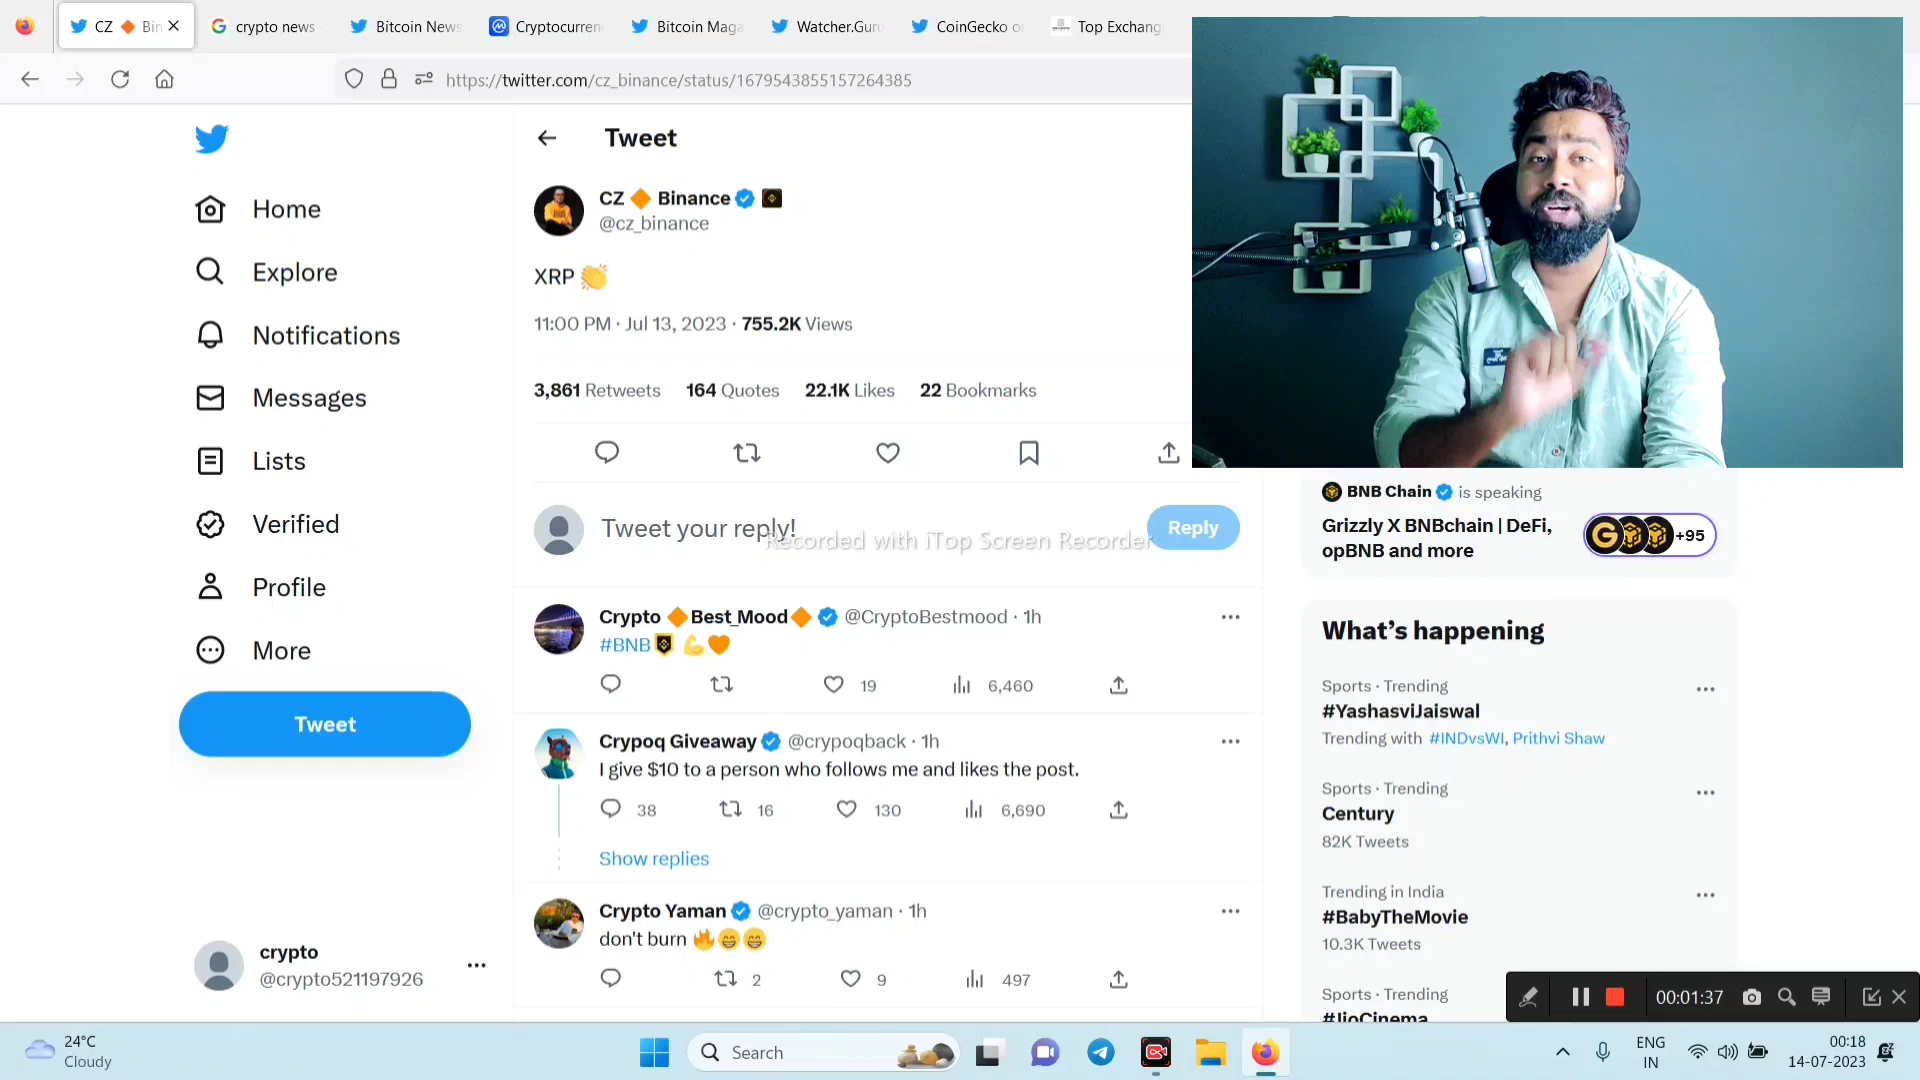 CZ 🔶 Bin
crypto news
Bitcoin News
Cryptocurren
Bitcoin Maga
Watcher.Guru
CoinGecko o
Top Exchang
https://twitter.com/cz_binance/status/1679543855157264385
Home
Explore
Notifications
Messages
Lists
Verified
Profile
More
Tweet
crypto
@crypto521197926
Tweet
CZ 🔶 Binance
@cz_binance
XRP 👏
11:00 PM · Jul 13, 2023 · 755.2K Views
3,861 Retweets 164 Quotes 22.1K Likes 22 Bookmarks
Tweet your reply!
Reply
Recorded with iTop Screen Recorder
Crypto 🔶Best_Mood🔶 @CryptoBestmood · 1h
#BNB 💪🧡
19 6,460
Crypoq Giveaway @crypoqback · 1h
I give $10 to a person who follows me and likes the post.
38 16 130 6,690
Show replies
Crypto Yaman @crypto_yaman · 1h
don't burn 🔥😁😁
2 9 497
BNB Chain is speaking
Grizzly X BNBchain | DeFi,
opBNB and more
+95
What's happening
Sports · Trending
#YashasviJaiswal
Trending with #INDvsWI, Prithvi Shaw
Sports · Trending
Century
82K Tweets
Trending in India
#BabyTheMovie
10.3K Tweets
Sports · Trending
#JioCinema
00:01:37
24°C
Cloudy
Search
ENG
IN
00:18
14-07-2023